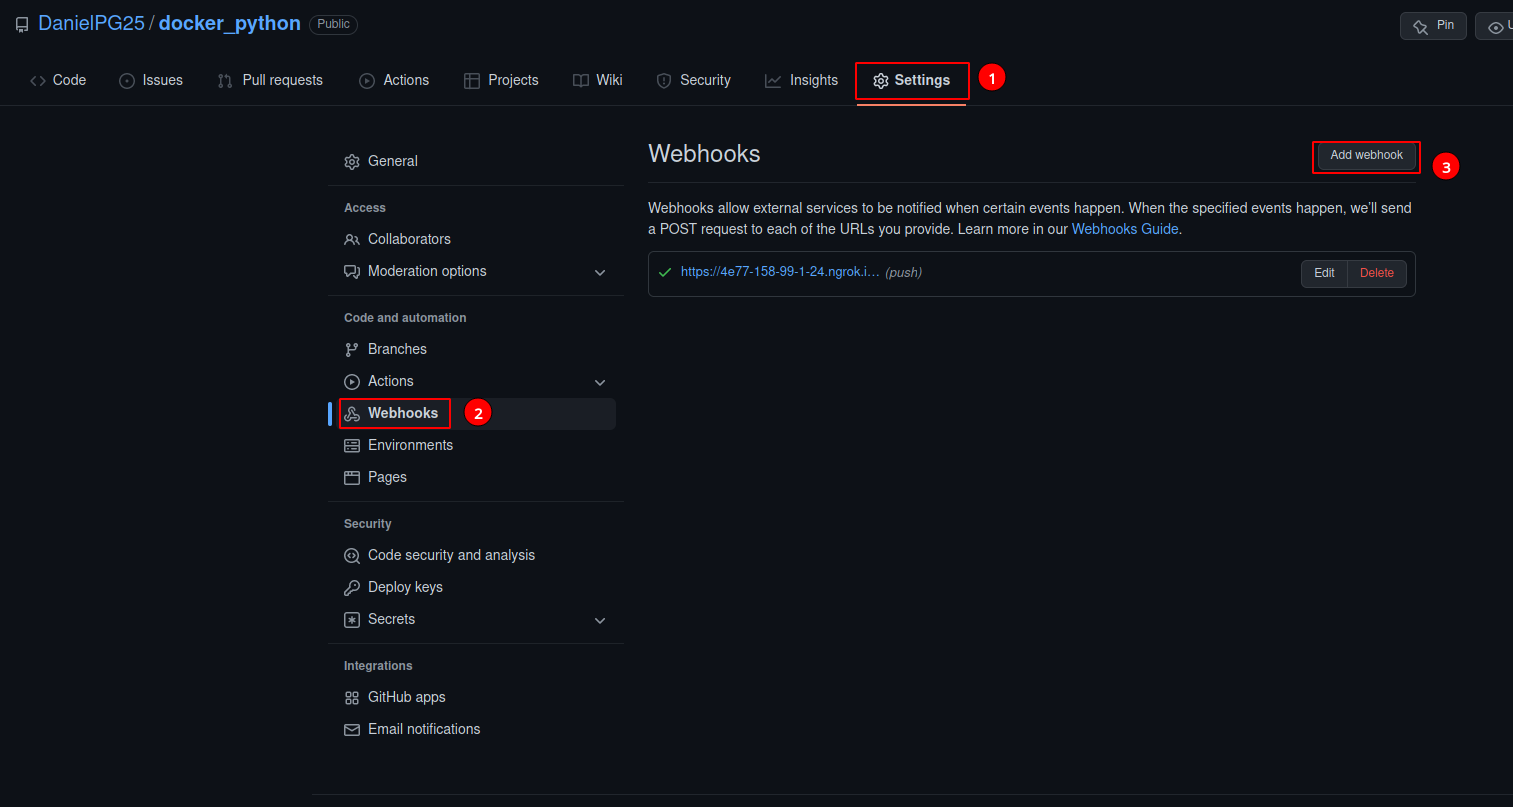 DanielPG25 / docker_python Public
Pin
Code Issues Pull requests Actions Projects Wiki Security Insights Settings 1
General
Access
Collaborators
Moderation options
Code and automation
Branches
Actions
Webhooks 2
Environments
Pages
Security
Code security and analysis
Deploy keys
Secrets
Integrations
GitHub apps
Email notifications
Webhooks
Add webhook 3
Webhooks allow external services to be notified when certain events happen. When the specified events happen, we'll send
a POST request to each of the URLs you provide. Learn more in our Webhooks Guide.
https://4e77-158-99-1-24.ngrok.i… (push) Edit Delete